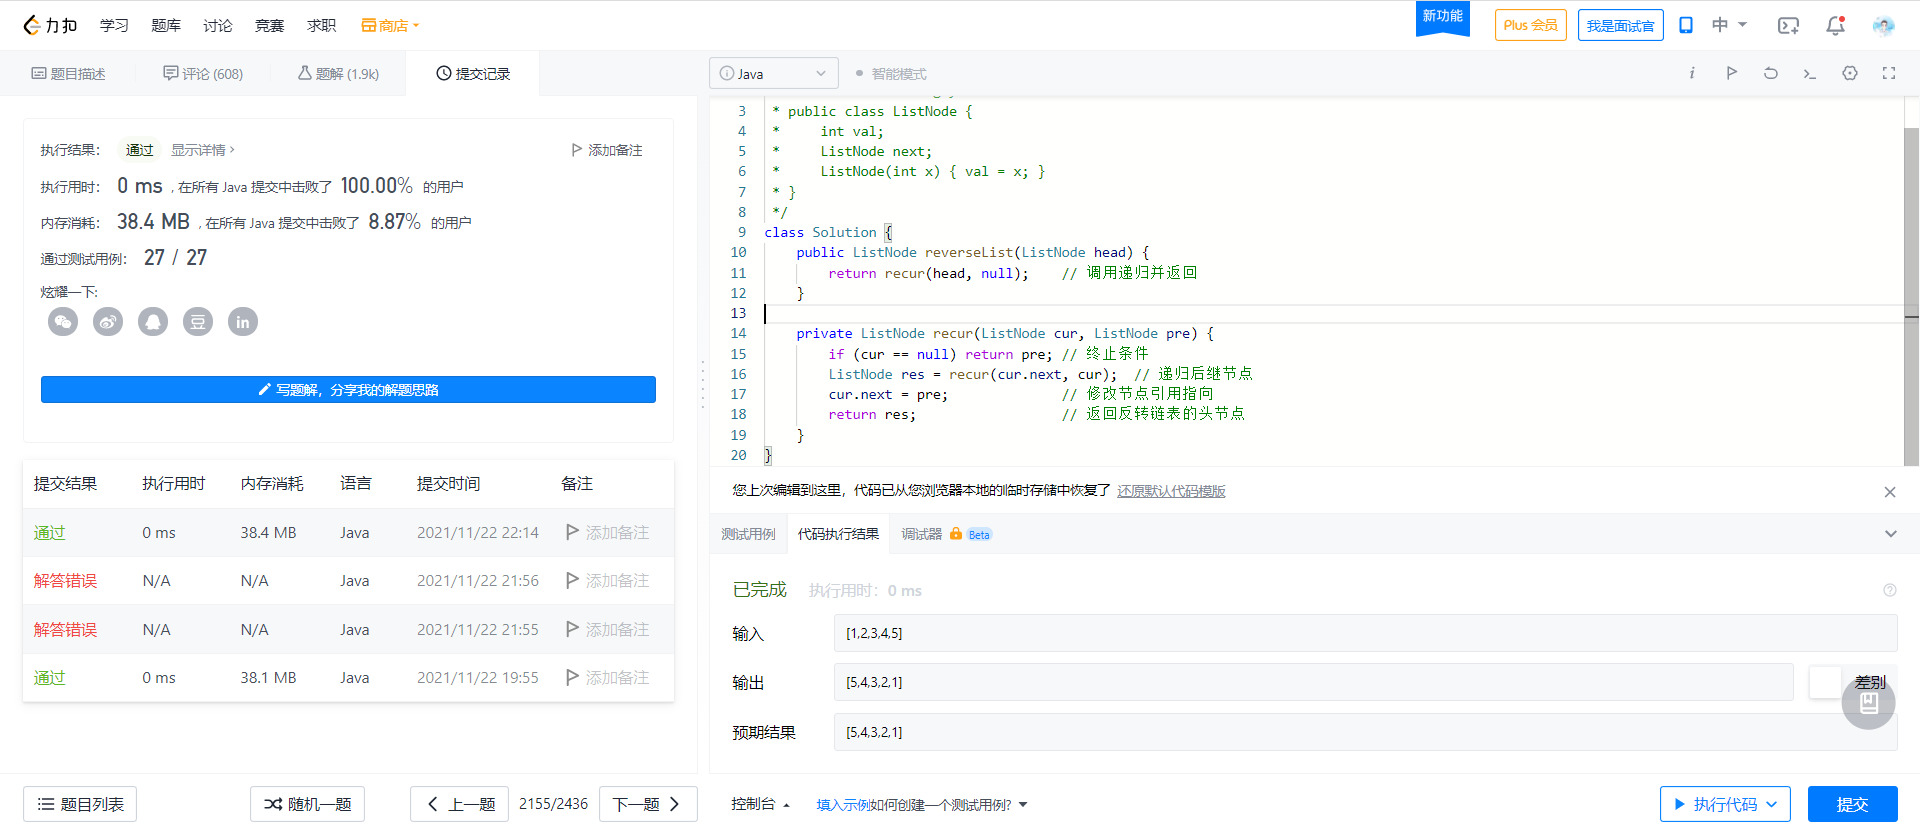 力扣 学习 题库 讨论 竞赛 求职 商店 新功能 Plus 会员 我是面试官 中
题目描述 评论 (608) 题解 (1.9k) 提交记录
执行结果： 通过 显示详情 › 添加备注
执行用时： 0 ms , 在所有 Java 提交中击败了 100.00% 的用户
内存消耗： 38.4 MB , 在所有 Java 提交中击败了 8.87% 的用户
通过测试用例： 27 / 27
炫耀一下:
豆 in
写题解，分享我的解题思路
提交结果 执行用时 内存消耗 语言 提交时间 备注
通过 0 ms 38.4 MB Java 2021/11/22 22:14 添加备注
解答错误 N/A N/A Java 2021/11/22 21:56 添加备注
解答错误 N/A N/A Java 2021/11/22 21:55 添加备注
通过 0 ms 38.1 MB Java 2021/11/22 19:55 添加备注
题目列表 随机一题 上一题 2155/2436 下一题
Java 智能模式
3 * public class ListNode {
4 *     int val;
5 *     ListNode next;
6 *     ListNode(int x) { val = x; }
7 * }
8 */
9 class Solution {
10     public ListNode reverseList(ListNode head) {
11         return recur(head, null);    // 调用递归并返回
12     }
13
14     private ListNode recur(ListNode cur, ListNode pre) {
15         if (cur == null) return pre; // 终止条件
16         ListNode res = recur(cur.next, cur);  // 递归后继节点
17         cur.next = pre;              // 修改节点引用指向
18         return res;                  // 返回反转链表的头节点
19     }
20 }
您上次编辑到这里，代码已从您浏览器本地的临时存储中恢复了 还原默认代码模版
测试用例 代码执行结果 调试器 Beta
已完成 执行用时：0 ms
输入 [1,2,3,4,5]
输出 [5,4,3,2,1] 差别
预期结果 [5,4,3,2,1]
控制台 填入示例如何创建一个测试用例? 执行代码 提交